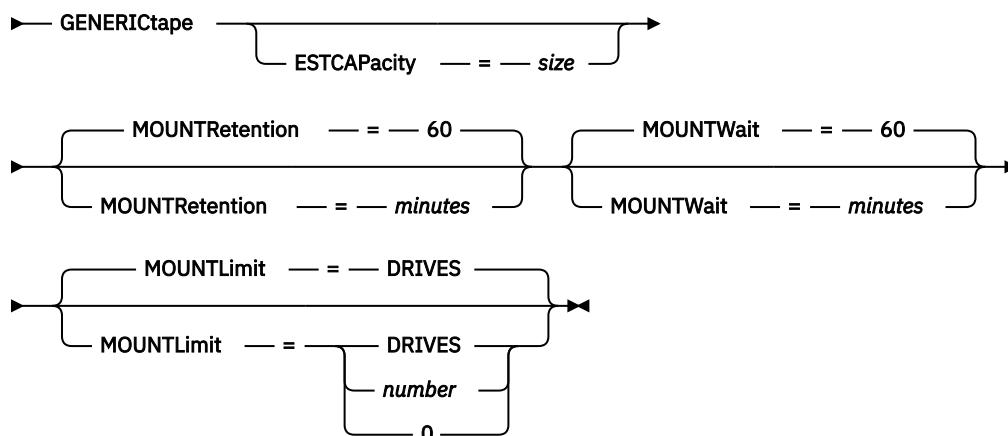 GENERICtape
ESTCAPacity = size
MOUNTRetention = 60 MOUNTWait = 60
MOUNTRetention = minutes MOUNTWait = minutes
MOUNTLimit = DRIVES
MOUNTLimit = DRIVES
number
0